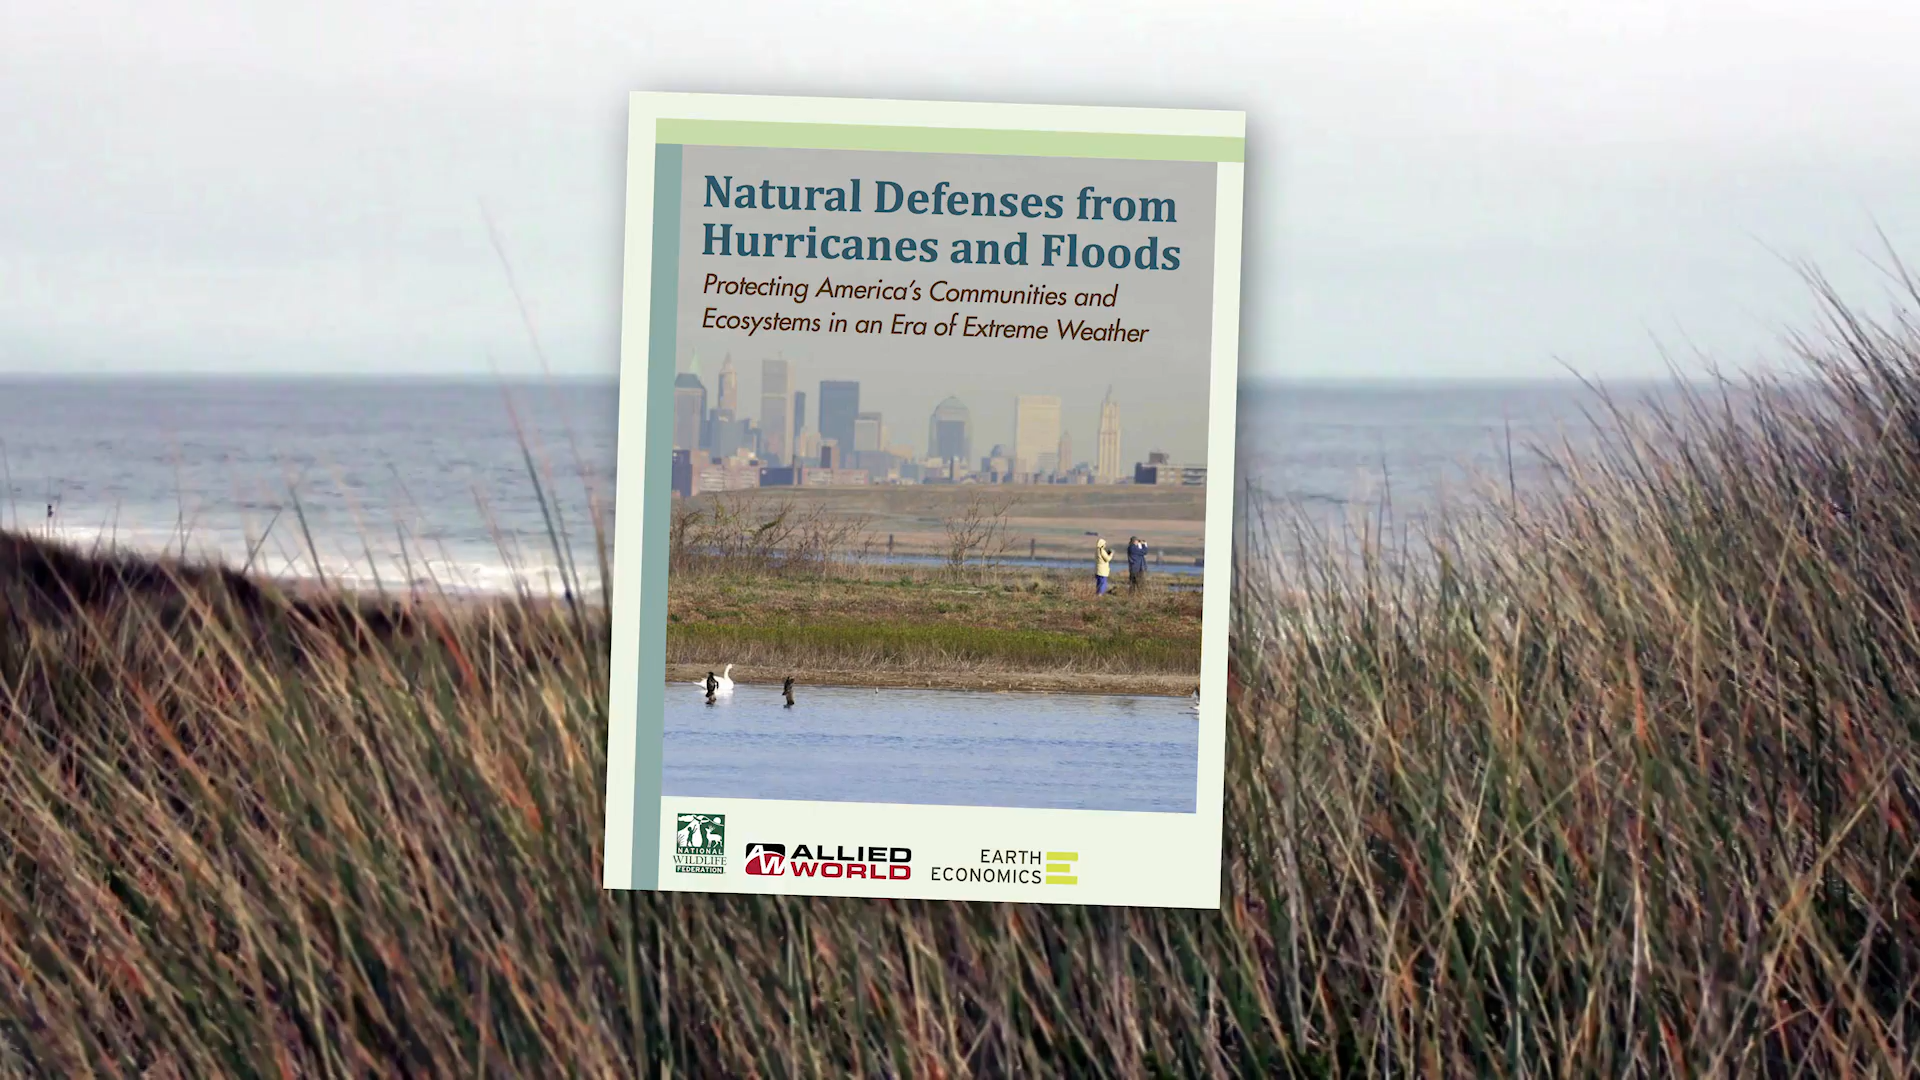 Natural Defenses from
Hurricanes and Floods
Protecting America's Communities and
Ecosystems in an Era of Extreme Weather
NATIONAL
WILDLIFE
FEDERATION
AW
ALLIED
WORLD
EARTH
ECONOMICS